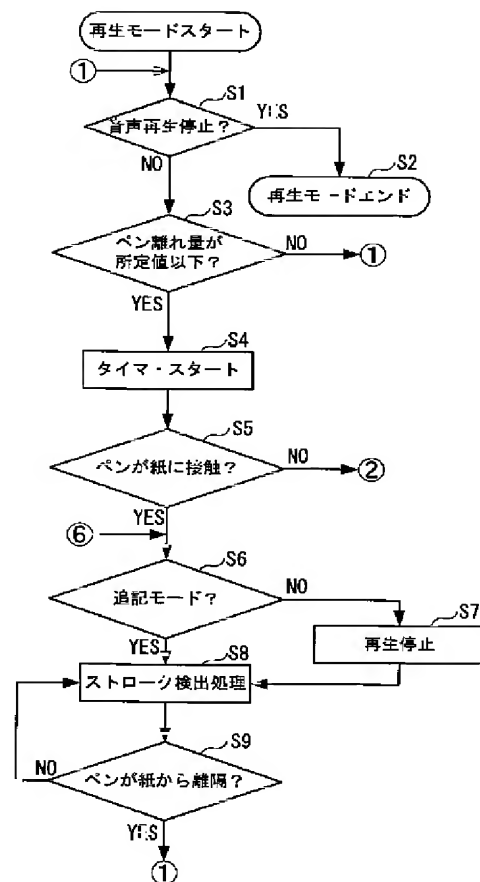 再生モードスタート
①
S1
音声再生停止?
YES
NO
S2
再生モードエンド
S3
ペン離れ量が
所定値以下?
NO
①
YES
S4
タイマ・スタート
S5
ペンが紙に接触?
NO
②
YES
⑥
S6
追記モード?
NO
YES
S7
再生停止
S8
ストローク検出処理
S9
ペンが紙から離隔?
NO
YES
①